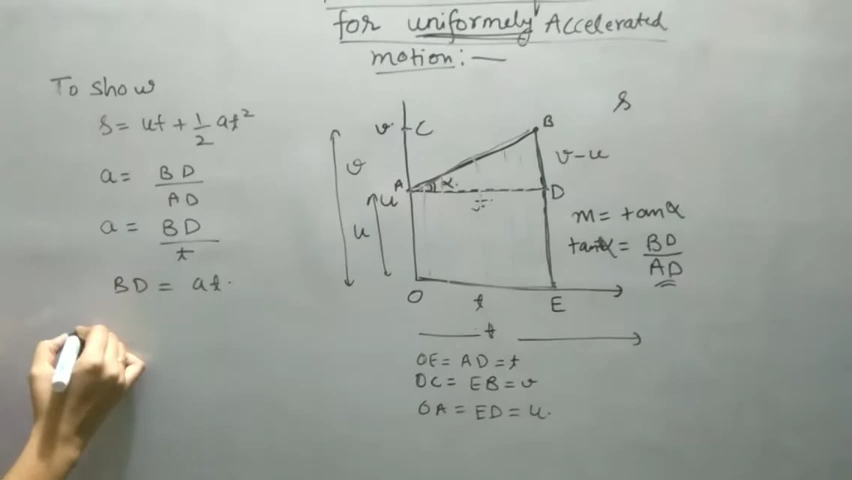 for uniformely Accelerated
motion:—
To show
s = ut + 1/2 at²
a = BD/AD
a = BD/t
BD = at.
s
v C
B
v
v-u
A
α
u
D
t
u
m = tanα
tanα = BD/AD
O
t
E
t
OE = AD = t
OC = EB = v
OA = ED = u.